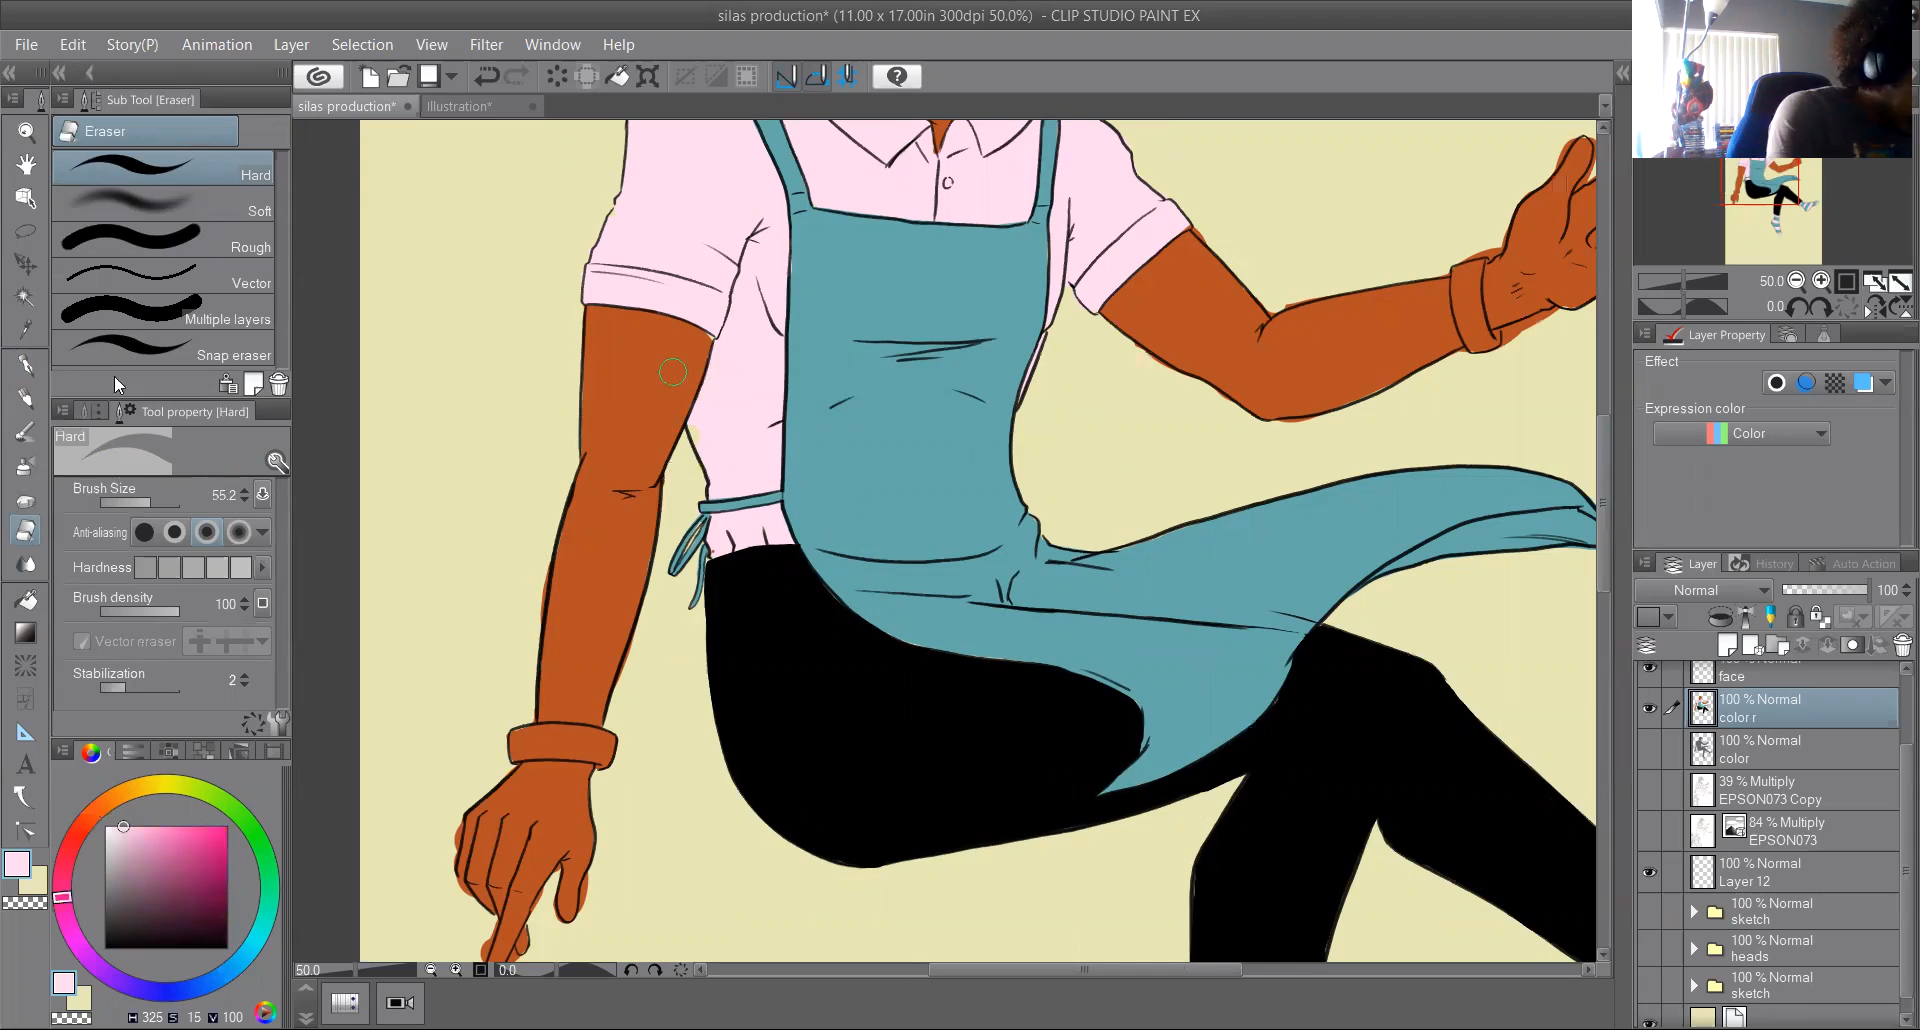 silas production* (11.00 x 17.00in 300dpi 50.0%) - CLIP STUDIO PAINT EX
File Edit Story(P) Animation Layer Selection View Filter Window Help
Sub Tool [Eraser]
silas production*
Illustration*
Eraser
Hard
Soft
Rough
Vector
Multiple layers
Snap eraser
Tool property [Hard]
Hard
Brush Size 55.2
Anti-aliasing
Hardness
Brush density 100
Vector eraser
Stabilization 2
H 325 S 15 V 100
50.0
0.0
50.0
0.0
Layer Property
Effect
Expression color
Color
Layer History Auto Action
Normal 100
face
100 % Normal
color r
100 % Normal
color
39 % Multiply
EPSON073 Copy
84 % Multiply
EPSON073
100 % Normal
Layer 12
100 % Normal
sketch
100 % Normal
heads
100 % Normal
sketch